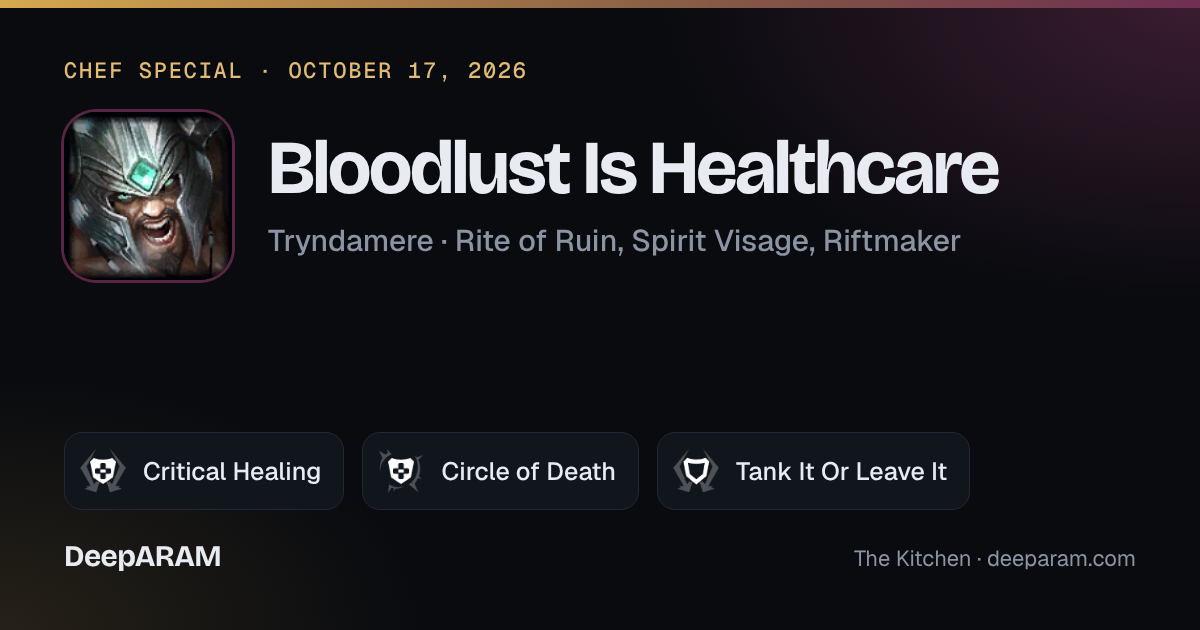 CHEF SPECIAL · OCTOBER 17, 2026
Bloodlust Is Healthcare
Tryndamere · Rite of Ruin, Spirit Visage, Riftmaker
Critical Healing
Circle of Death
Tank It Or Leave It
DeepARAM
The Kitchen · deeparam.com